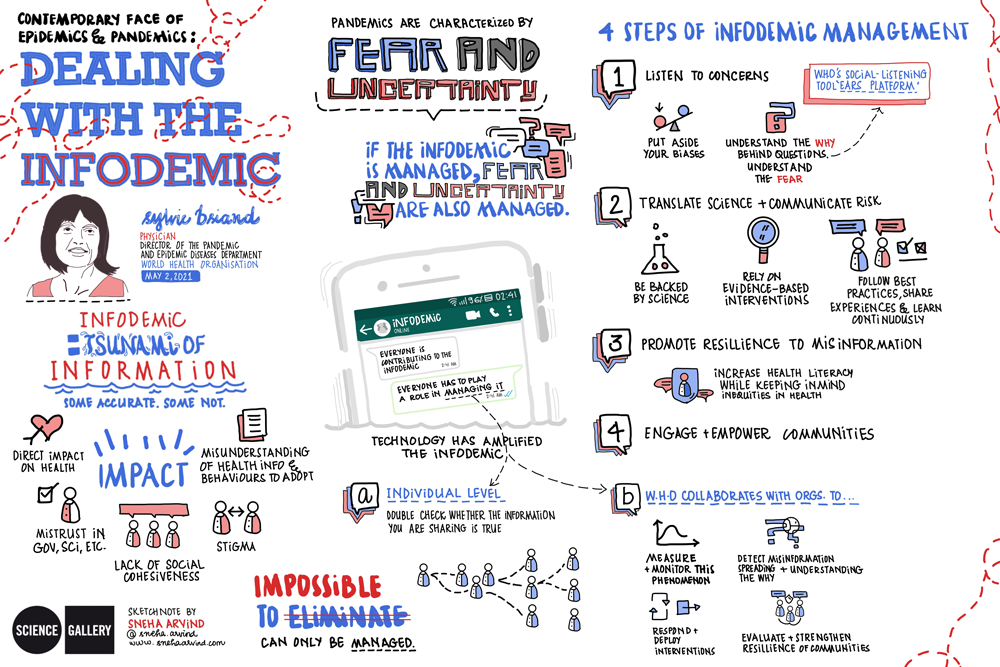 CONTEMPORARY FACE OF
EPIDEMICS & PANDEMICS:
DEALING
WITH THE
INFODEMIC
sylvie briand
PHYSICIAN
DIRECTOR OF THE PANDEMIC
AND EPIDEMIC DISEASES DEPARTMENT
WORLD HEALTH ORGANISATION
MAY 2, 2021
INFODEMIC
= TSUNAMI OF
INFORMATION
SOME ACCURATE. SOME NOT.
DIRECT IMPACT
ON HEALTH
IMPACT
MISUNDERSTANDING
OF HEALTH INFO &
BEHAVIOURS TO ADOPT
MISTRUST IN
GOV, SCI, ETC.
LACK OF SOCIAL
COHESIVENESS
STIGMA
SCIENCE GALLERY
SKETCHNOTE BY
SNEHA ARVIND
@ sneha.arvind
www.snehaarvind.com
PANDEMICS ARE CHARACTERIZED BY
FEAR AND
UNCERTAINTY
IF THE INFODEMIC
IS MANAGED, FEAR
AND UNCERTAINTY
ARE ALSO MANAGED.
96% 02:41
INFODEMIC
ONLINE
EVERYONE IS
CONTRIBUTING TO THE
INFODEMIC
2:41 AM
EVERYONE HAS TO PLAY
A ROLE IN MANAGING IT
2:41 AM
TECHNOLOGY HAS AMPLIFIED
THE INFODEMIC
a INDIVIDUAL LEVEL
DOUBLE CHECK WHETHER THE INFORMATION
YOU ARE SHARING IS TRUE
IMPOSSIBLE
TO ELIMINATE
CAN ONLY BE MANAGED.
4 STEPS OF INFODEMIC MANAGEMENT
1 LISTEN TO CONCERNS
WHO'S SOCIAL-LISTENING
TOOL 'EARS PLATFORM.'
PUT ASIDE
YOUR BIASES
UNDERSTAND THE WHY
BEHIND QUESTIONS,
UNDERSTAND
THE FEAR
2 TRANSLATE SCIENCE + COMMUNICATE RISK
BE BACKED
BY SCIENCE
RELY ON
EVIDENCE-BASED
INTERVENTIONS
FOLLOW BEST
PRACTICES, SHARE
EXPERIENCES & LEARN
CONTINUOUSLY
3 PROMOTE RESILLIENCE TO MISINFORMATION
INCREASE HEALTH LITERACY
WHILE KEEPING IN MIND
INEQUITIES IN HEALTH
4 ENGAGE + EMPOWER COMMUNITIES
b W.H.O COLLABORATES WITH ORGS. TO...
MEASURE
+ MONITOR THIS
PHENOMENON
DETECT MISINFORMATION
SPREADING + UNDERSTANDING
THE WHY
RESPOND +
DEPLOY
INTERVENTIONS
EVALUATE + STRENGTHEN
RESILLIENCE OF COMMUNITIES